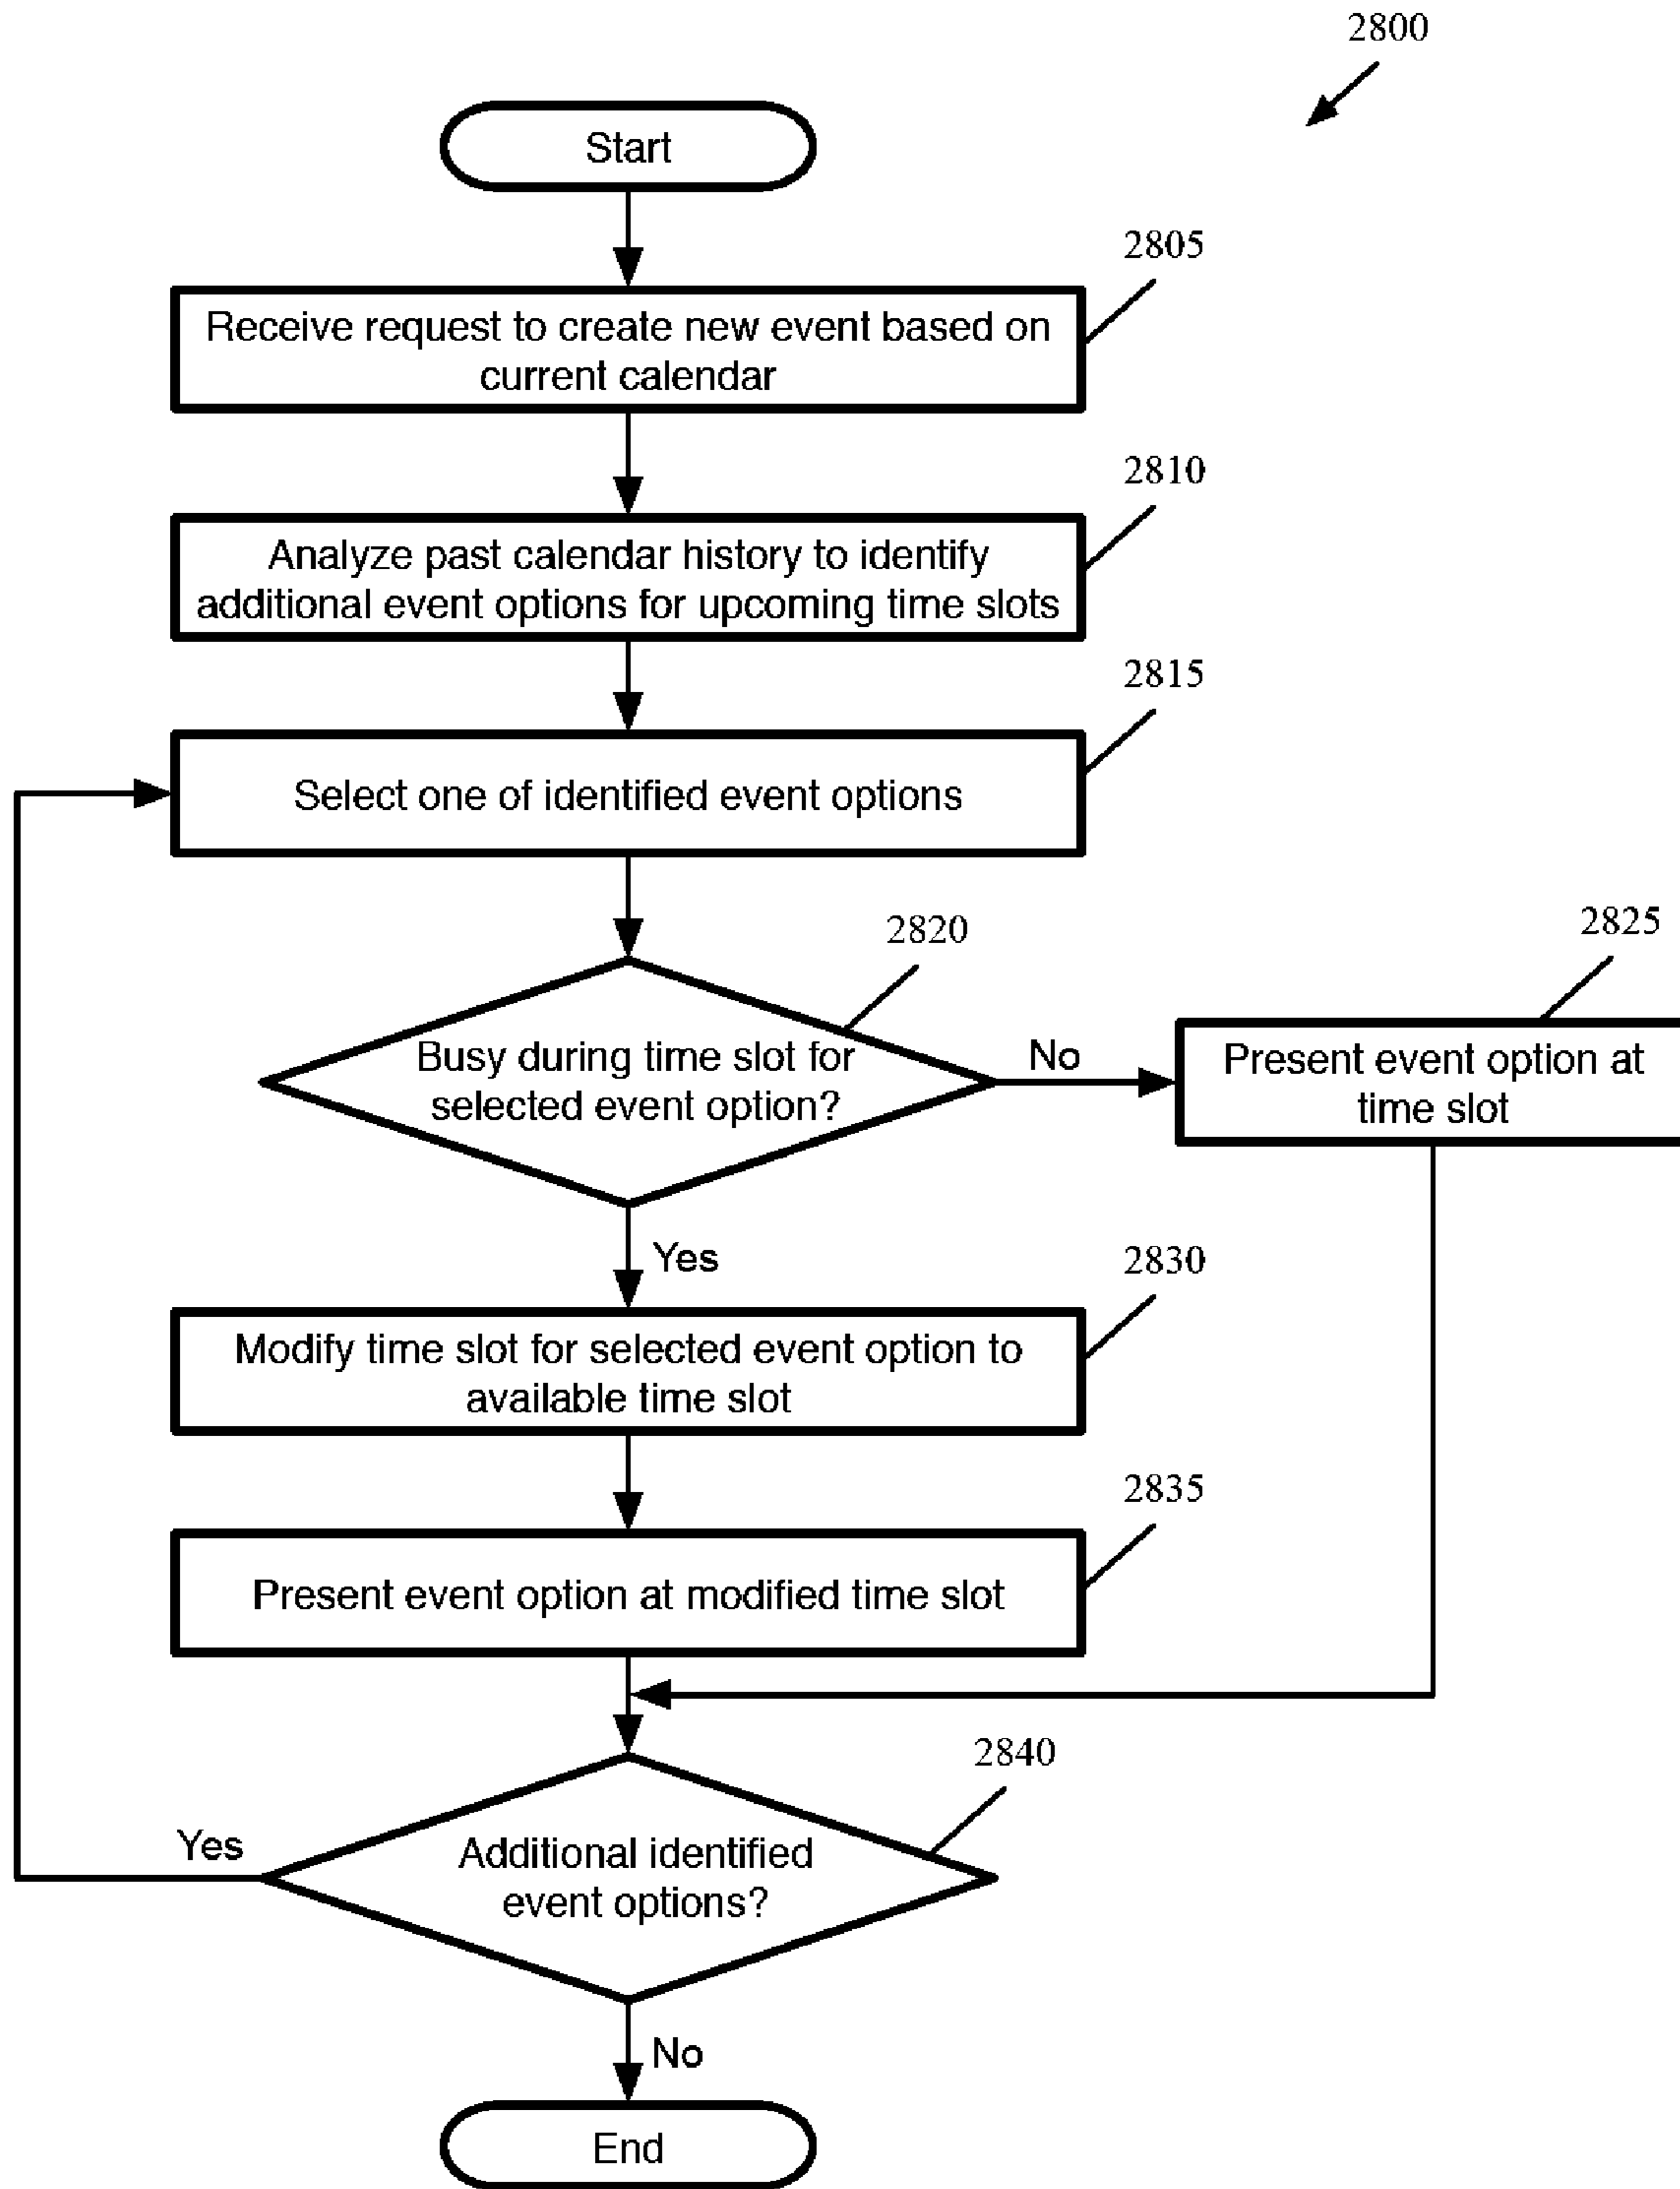 2800
Start
2805
Receive request to create new event based on
current calendar
2810
Analyze past calendar history to identify
additional event options for upcoming time slots
2815
Select one of identified event options
2820
Busy during time slot for
selected event option?
No
2825
Present event option at
time slot
Yes
2830
Modify time slot for selected event option to
available time slot
2835
Present event option at modified time slot
2840
Additional identified
event options?
Yes
No
End